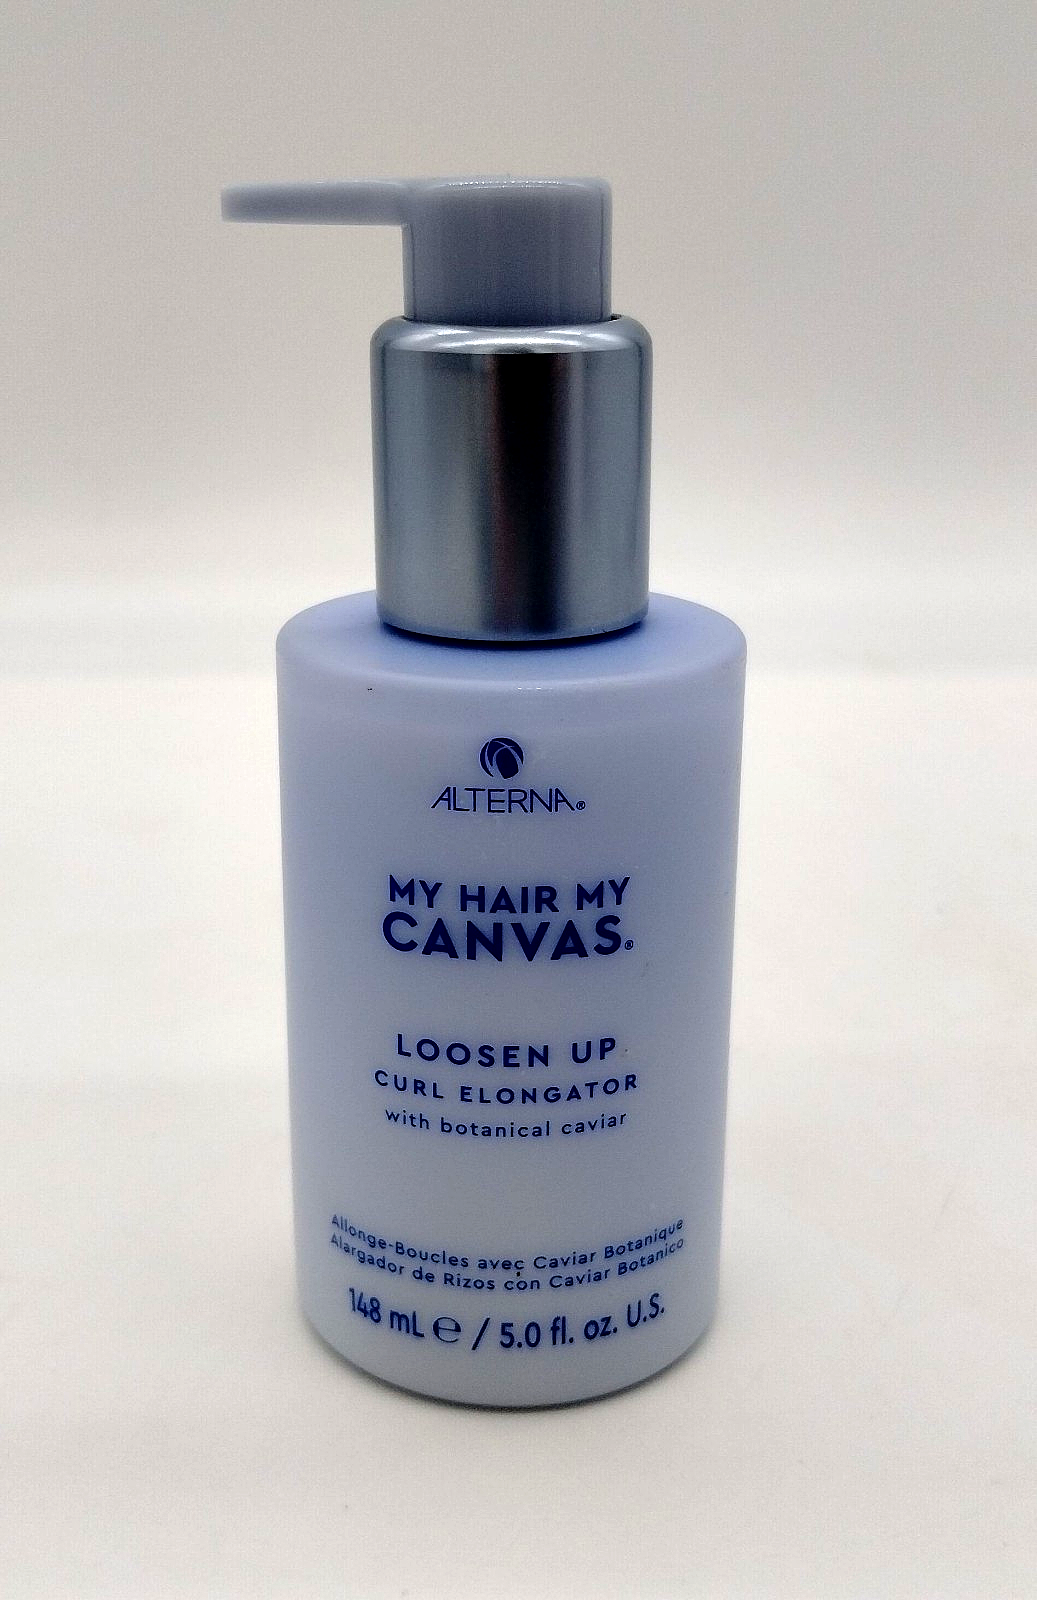 ALTERNA®
MY HAIR MY
CANVAS®
LOOSEN UP
CURL ELONGATOR
with botanical caviar
Allonge-Boucles avec Caviar Botanique
Alargador de Rizos con Caviar Botanico
148 mL ℮ / 5.0 fl. oz. U.S.